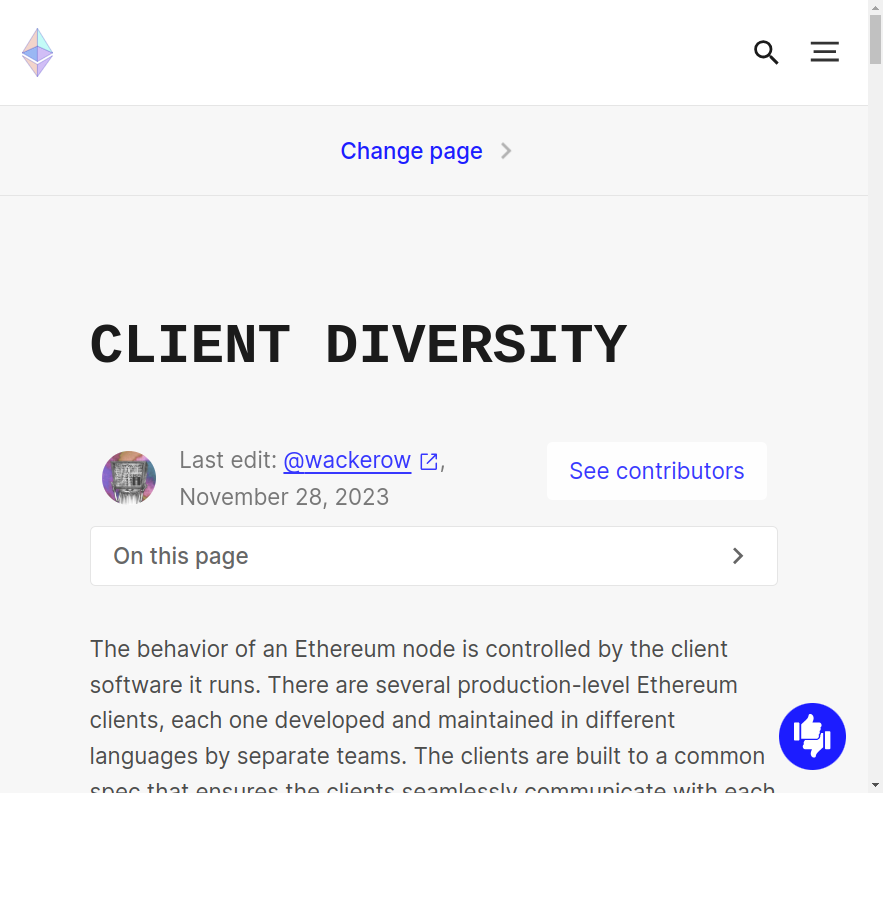 Change page
CLIENT DIVERSITY
Last edit: @wackerow ,
November 28, 2023
See contributors
On this page
The behavior of an Ethereum node is controlled by the client
software it runs. There are several production-level Ethereum
clients, each one developed and maintained in different
languages by separate teams. The clients are built to a common
spec that ensures the clients seamlessly communicate with each